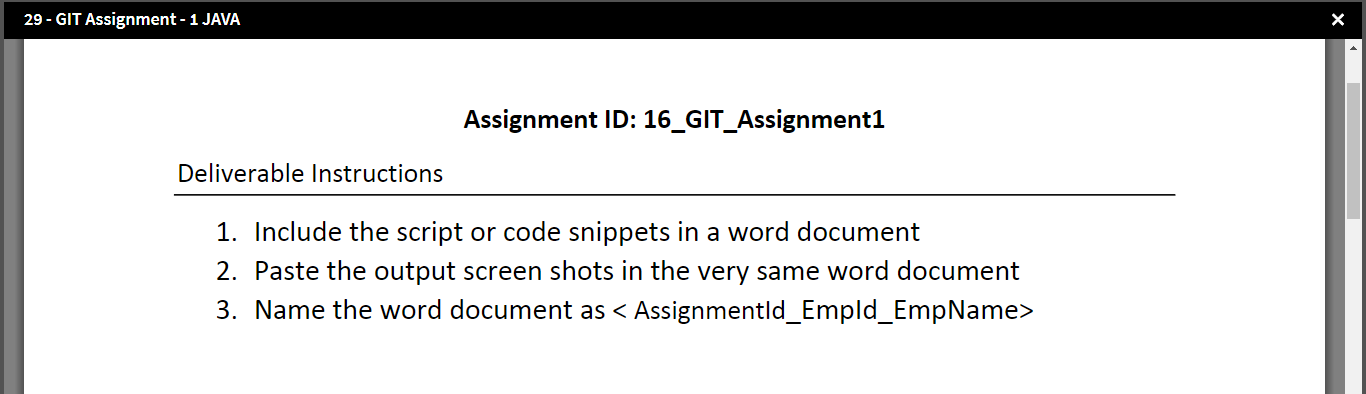 29 - GIT Assignment - 1 JAVA ×
Assignment ID: 16_GIT_Assignment1
Deliverable Instructions
1. Include the script or code snippets in a word document
2. Paste the output screen shots in the very same word document
3. Name the word document as < AssignmentId_EmpId_EmpName>